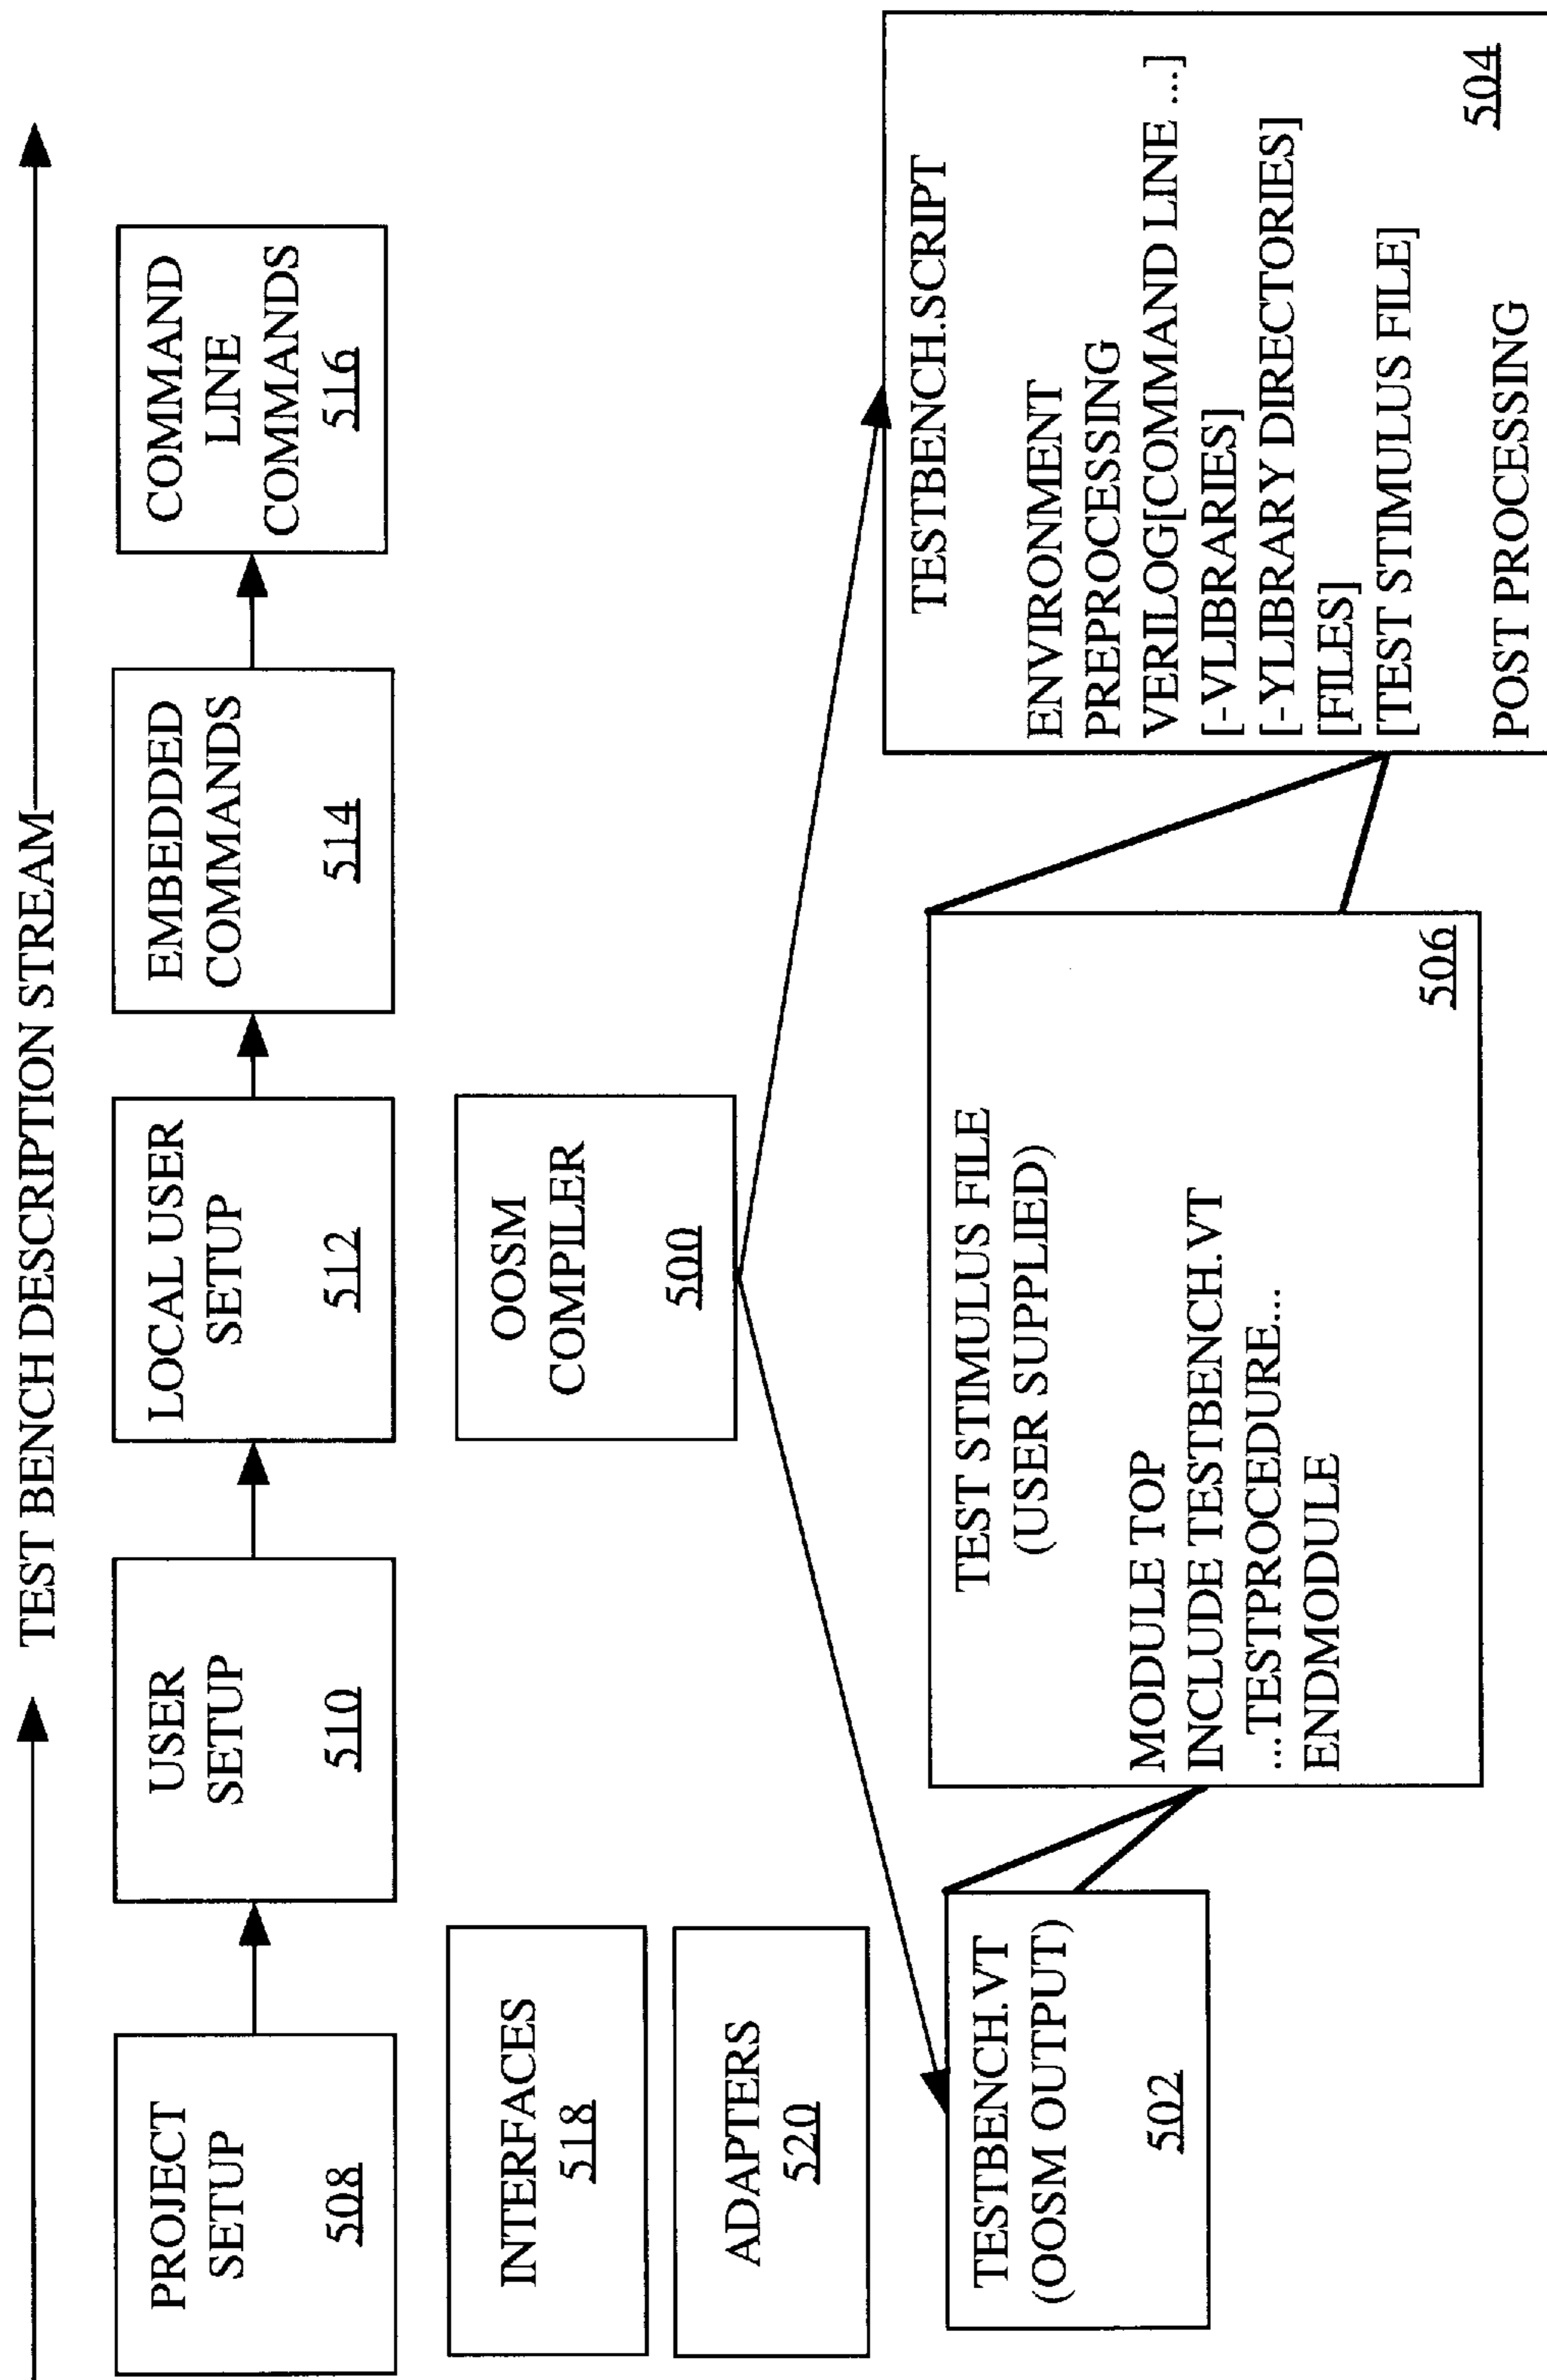 TEST BENCH DESCRIPTION STREAM
PROJECT
SETUP
508
USER
SETUP
510
LOCAL USER
SETUP
512
EMBEDDED
COMMANDS
514
COMMAND
LINE
COMMANDS
516
INTERFACES
518
ADAPTERS
520
OOSM
COMPILER
500
TESTBENCH.VT
(OOSM OUTPUT)
502
TEST STIMULUS FILE
(USER SUPPLIED)
MODULE TOP
INCLUDE TESTBENCH.VT
...TESTPROCEDURE...
ENDMODULE
506
TESTBENCH.SCRIPT
ENVIRONMENT
PREPROCESSING
VERILOG[COMMAND LINE ...]
[-VLIBRARIES]
[-YLIBRARY DIRECTORIES]
[FILES]
[TEST STIMULUS FILE]
POST PROCESSING
504